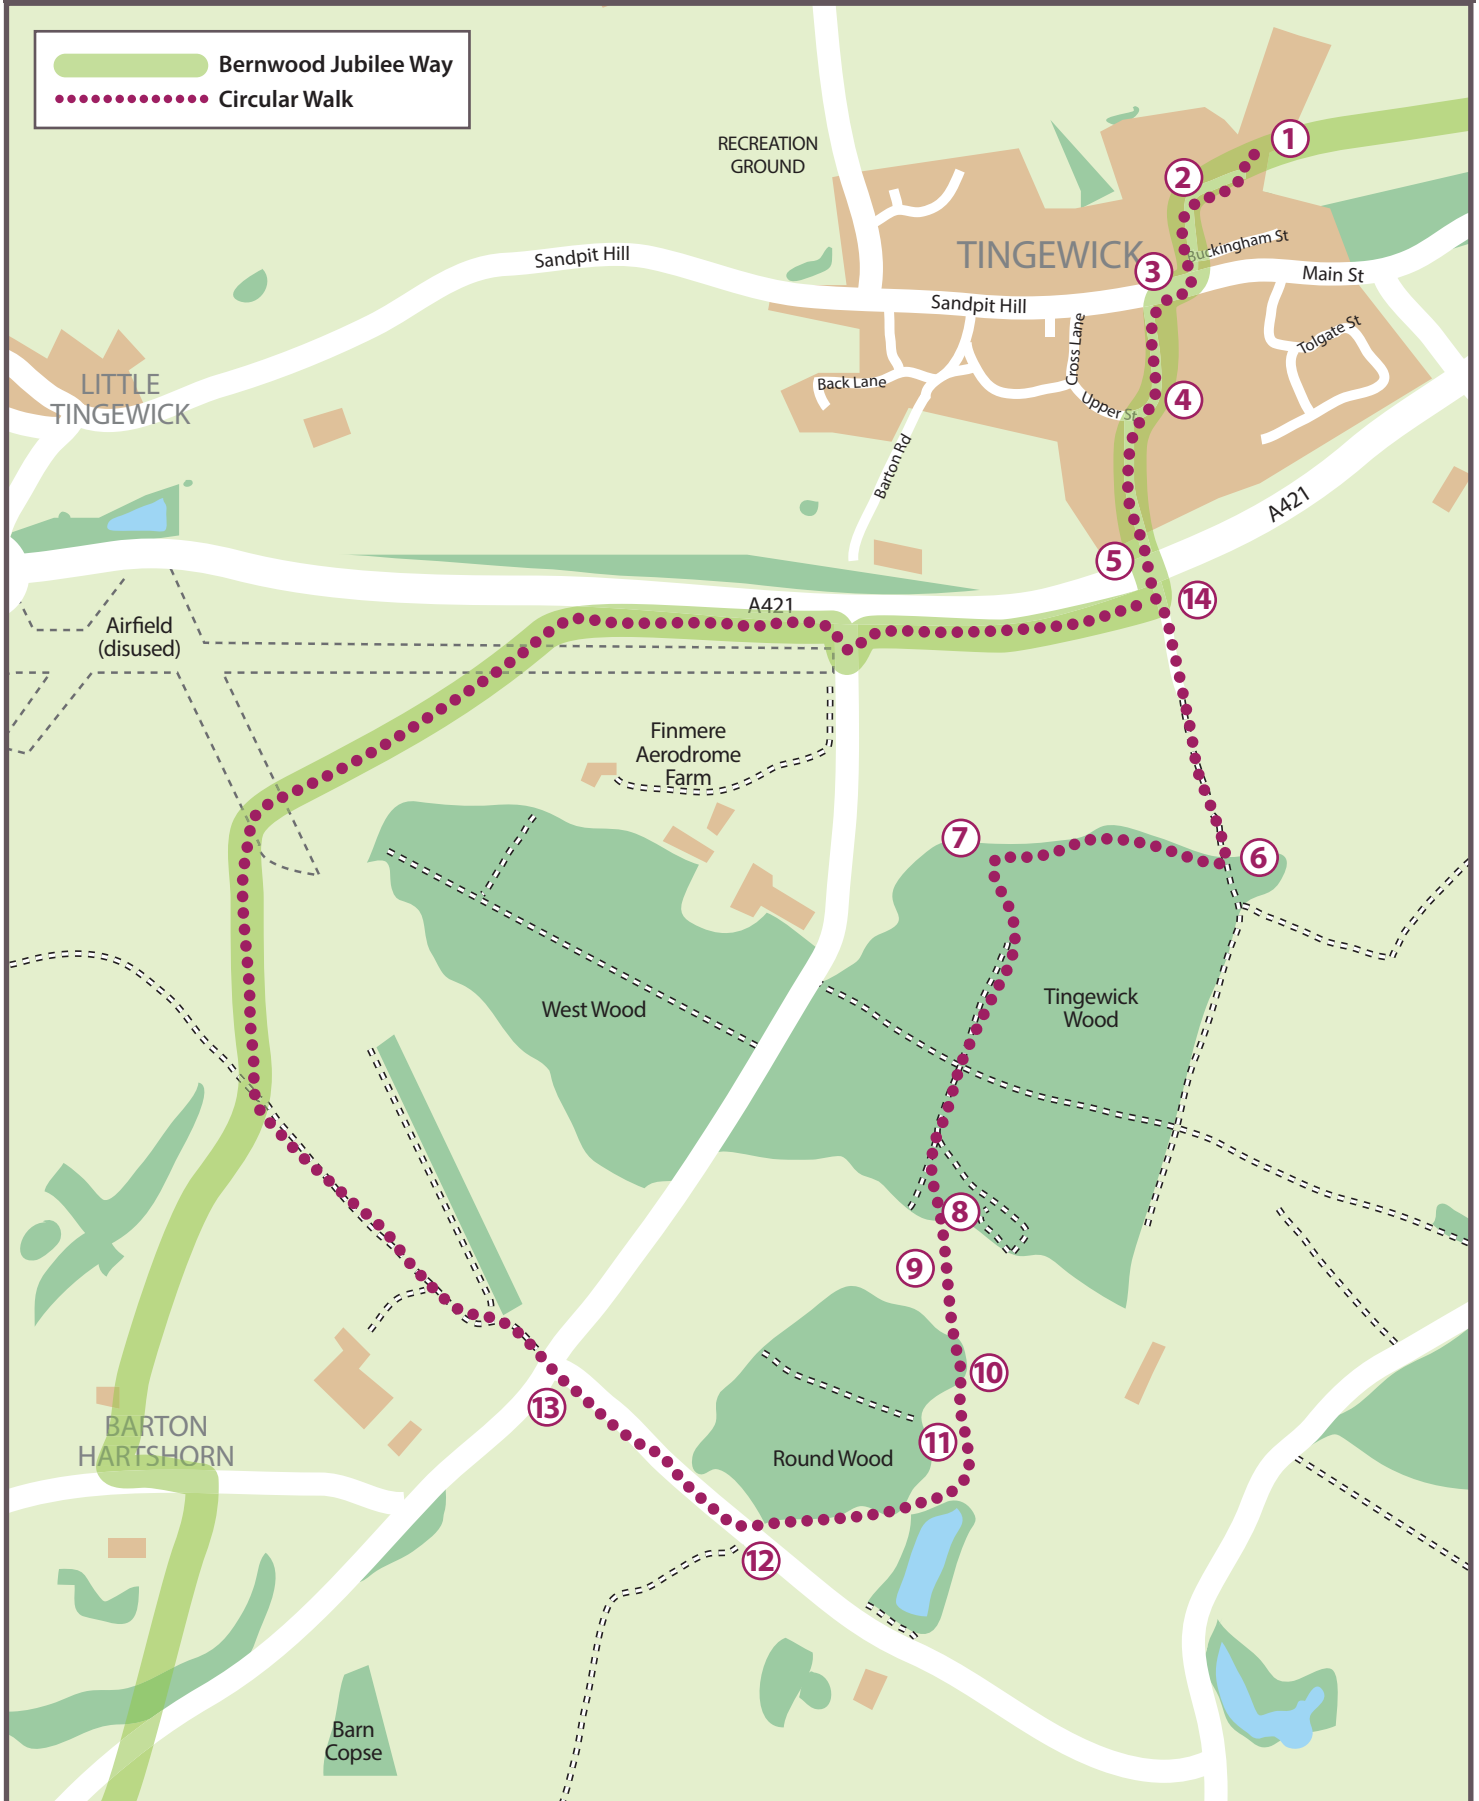 Bernwood Jubilee Way
Circular Walk
RECREATION
GROUND
1
2
TINGEWICK
Buckingham St
3
Main St
Sandpit Hill
Sandpit Hill
Tolgate St
Cross Lane
LITTLE
TINGEWICK
Back Lane
Upper St
4
Barton Rd
A421
5
14
A421
Airfield
(disused)
Finmere
Aerodrome
Farm
7
6
West Wood
Tingewick
Wood
8
9
10
13
11
BARTON
HARTSHORN
Round Wood
12
Barn
Copse